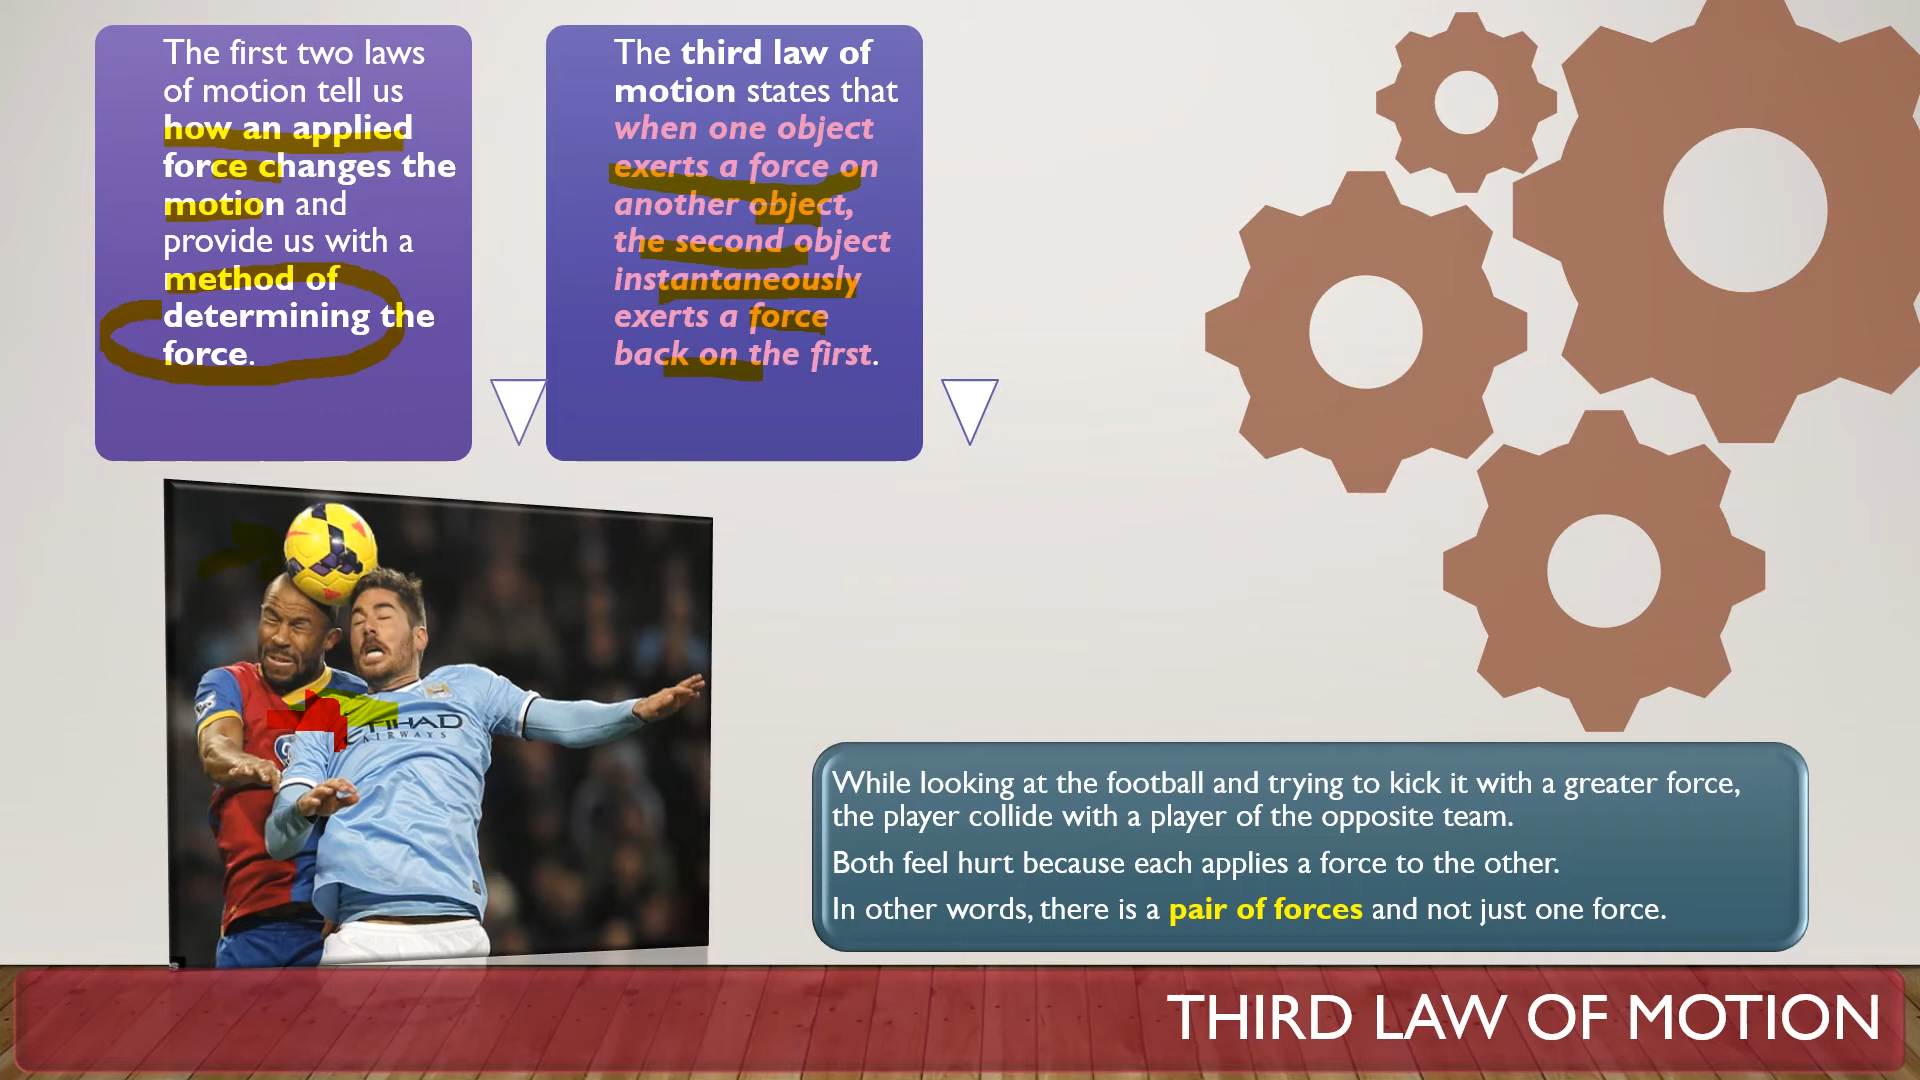 The first two laws
of motion tell us
how an applied
force changes the
motion and
provide us with a
method of
determining the
force.
The third law of
motion states that
when one object
exerts a force on
another object,
the second object
instantaneously
exerts a force
back on the first.
ETIHAD
AIRWAYS
While looking at the football and trying to kick it with a greater force,
the player collide with a player of the opposite team.
Both feel hurt because each applies a force to the other.
In other words, there is a pair of forces and not just one force.
THIRD LAW OF MOTION